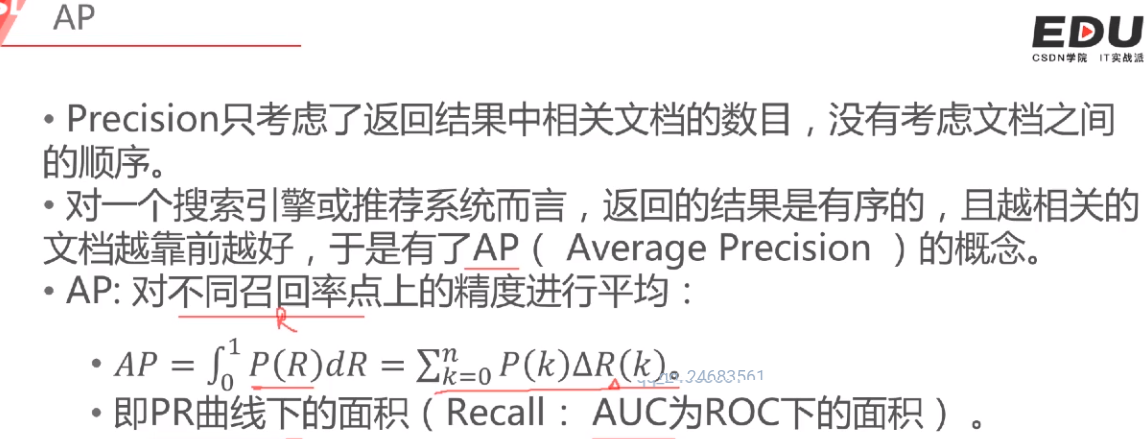 AP
EDU
CSDN学院 IT实战派
• Precision只考虑了返回结果中相关文档的数目，没有考虑文档之间
的顺序。
• 对一个搜索引擎或推荐系统而言，返回的结果是有序的，且越相关的
文档越靠前越好，于是有了AP（ Average Precision ）的概念。
• AP: 对不同召回率点上的精度进行平均：
R
• AP = ∫₀¹ P(R)dR = ∑ⁿₖ₌₀ P(k)ΔR(k)。
24683561
• 即PR曲线下的面积（Recall： AUC为ROC下的面积）。